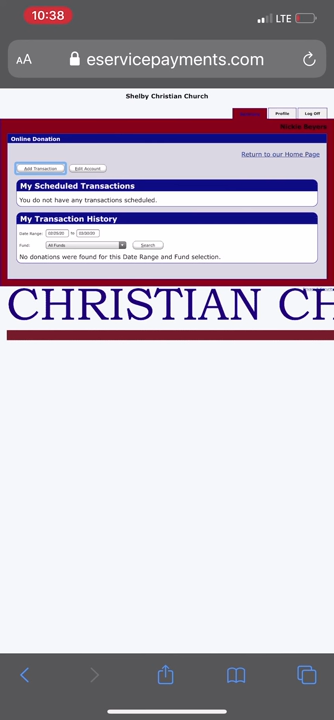 10:38
LTE
AA
eservicepayments.com
Shelby Christian Church
Profile
Log Off
Online Donation
Return to our Home Page
Add Transaction
Edit Account
My Scheduled Transactions
You do not have any transactions scheduled.
My Transaction History
Date Range:
to
Fund:
All Funds
Search
No donations were found for this Date Range and Fund selection.
CHRISTIAN CH